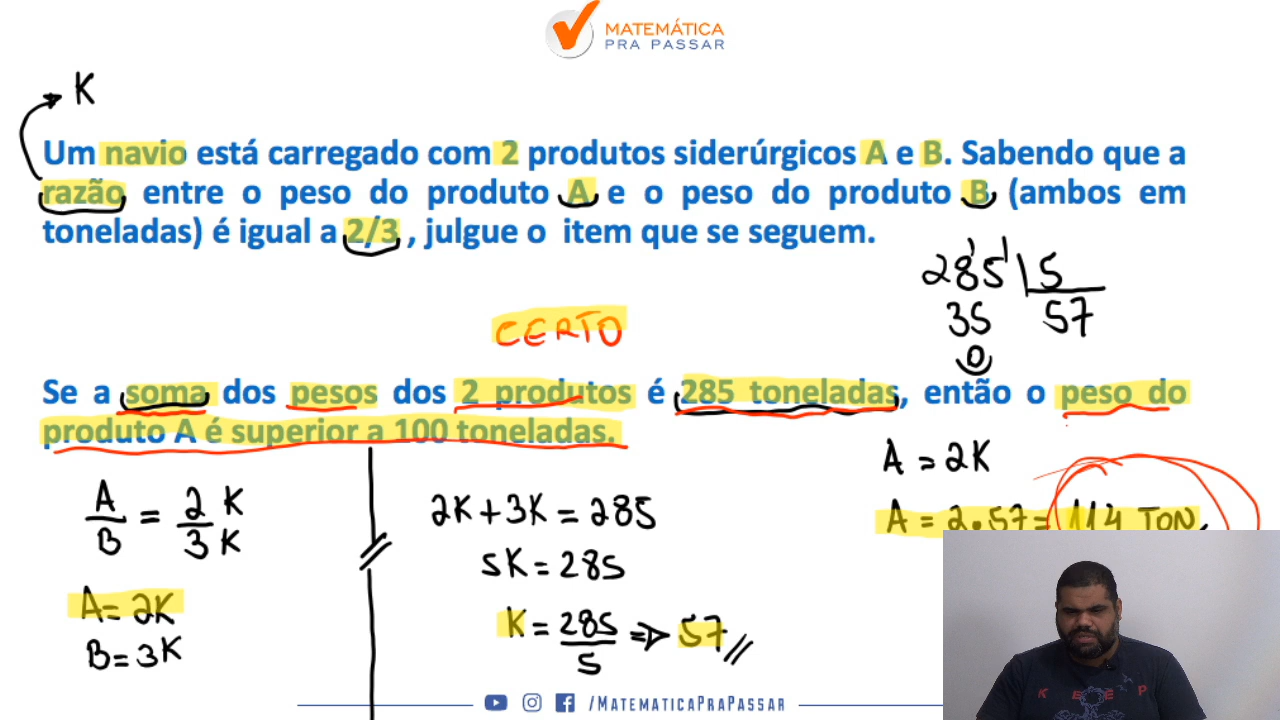 MATEMÁTICA
PRA PASSAR
K
Um navio está carregado com 2 produtos siderúrgicos A e B. Sabendo que a
razão entre o peso do produto A e o peso do produto B (ambos em
toneladas) é igual a 2/3 , julgue o item que se seguem.
285 5
35 57
0
CERTO
Se a soma dos pesos dos 2 produtos é 285 toneladas, então o peso do
produto A é superior a 100 toneladas.
A = 2K
A = 2.57 = 114 TON
A/B = 2K/3K
A = 2K
B = 3K
2K + 3K = 285
5K = 285
K = 285/5 => 57//
/MatematicaPraPassar
K E E P